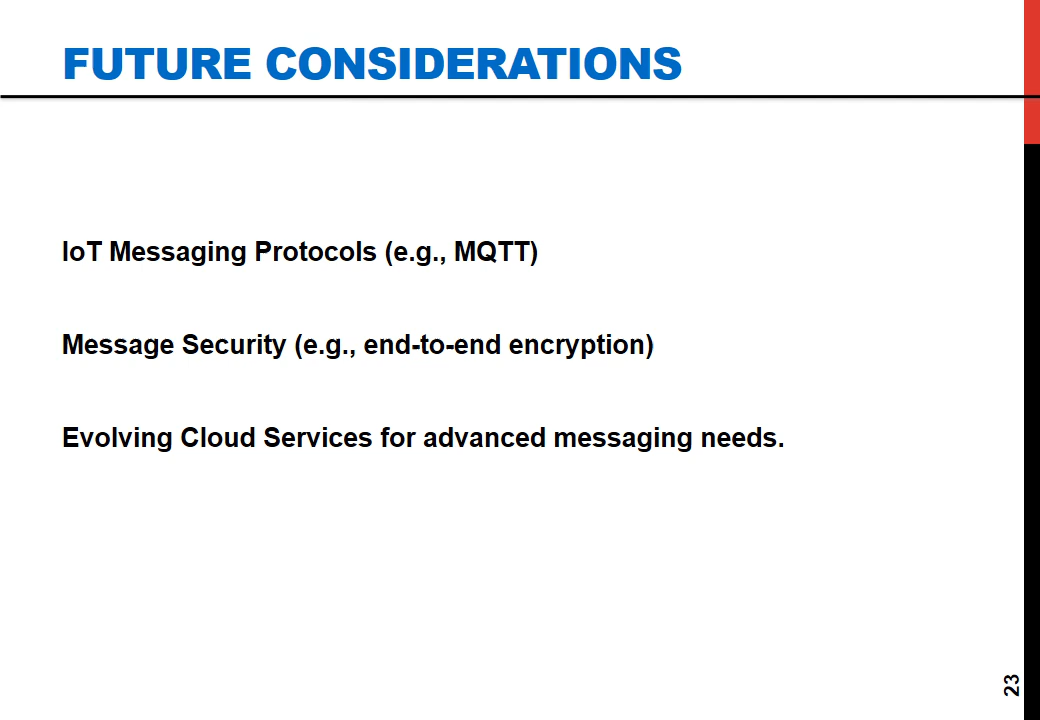 FUTURE CONSIDERATIONS
IoT Messaging Protocols (e.g., MQTT)
Message Security (e.g., end-to-end encryption)
Evolving Cloud Services for advanced messaging needs.
23